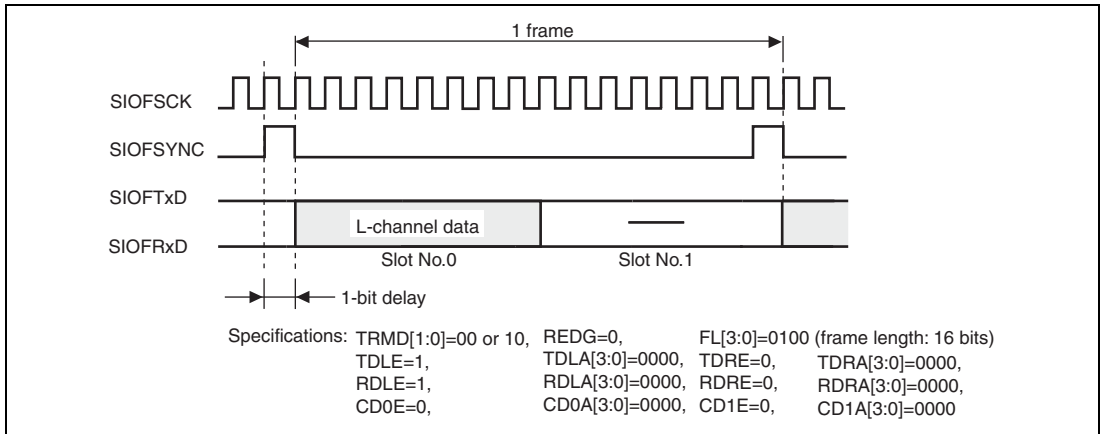 1 frame
SIOFSCK
SIOFSYNC
SIOFTxD
L-channel data
SIOFRxD
Slot No.0 Slot No.1
1-bit delay
Specifications: TRMD[1:0]=00 or 10, REDG=0, FL[3:0]=0100 (frame length: 16 bits)
TDLE=1, TDLA[3:0]=0000, TDRE=0, TDRA[3:0]=0000,
RDLE=1, RDLA[3:0]=0000, RDRE=0, RDRA[3:0]=0000,
CD0E=0, CD0A[3:0]=0000, CD1E=0, CD1A[3:0]=0000